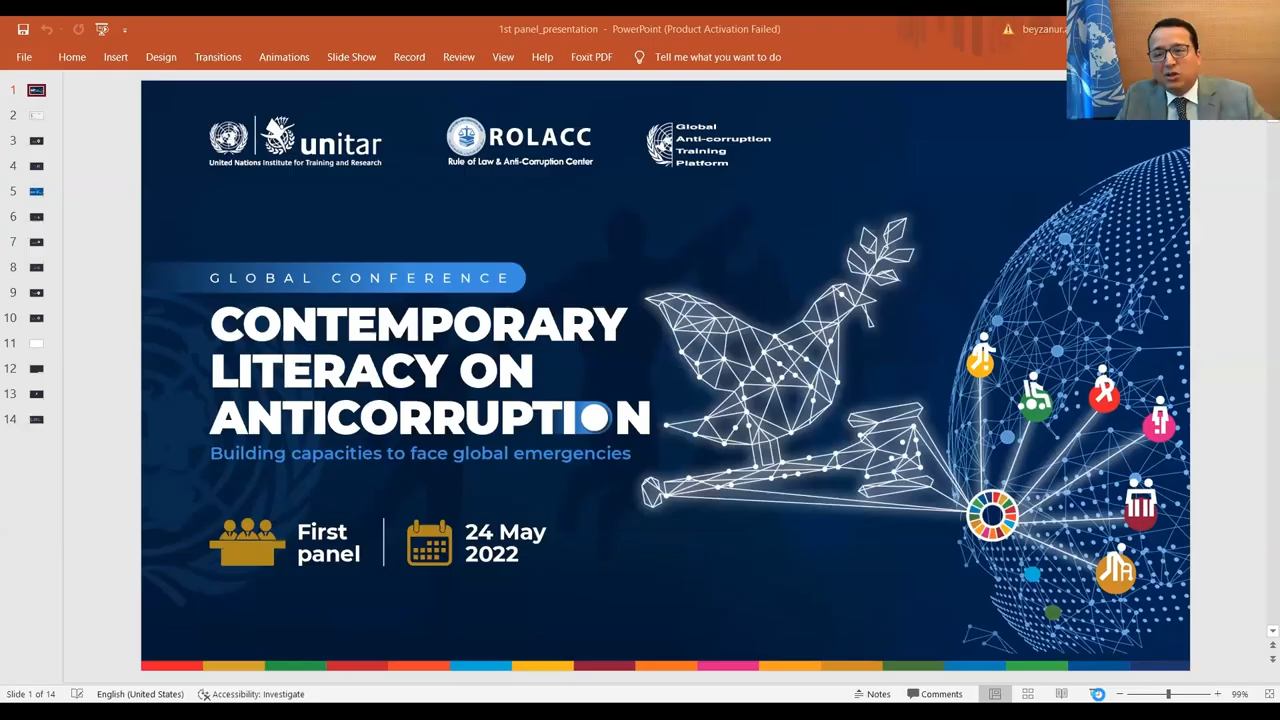 1st panel_presentation - PowerPoint (Product Activation Failed)
beyzanur.
File Home Insert Design Transitions Animations Slide Show Record Review View Help Foxit PDF Tell me what you want to do
1
2
3
4
5
6
7
8
9
10
11
12
13
14
unitar
United Nations Institute for Training and Research
ROLACC
Rule of Law & Anti-Corruption Center
Global
Anti-corruption
Training
Platform
GLOBAL CONFERENCE
CONTEMPORARY
LITERACY ON
ANTICORRUPTION
Building capacities to face global emergencies
First
panel
24 May
2022
Slide 1 of 14 English (United States) Accessibility: Investigate Notes Comments 99%